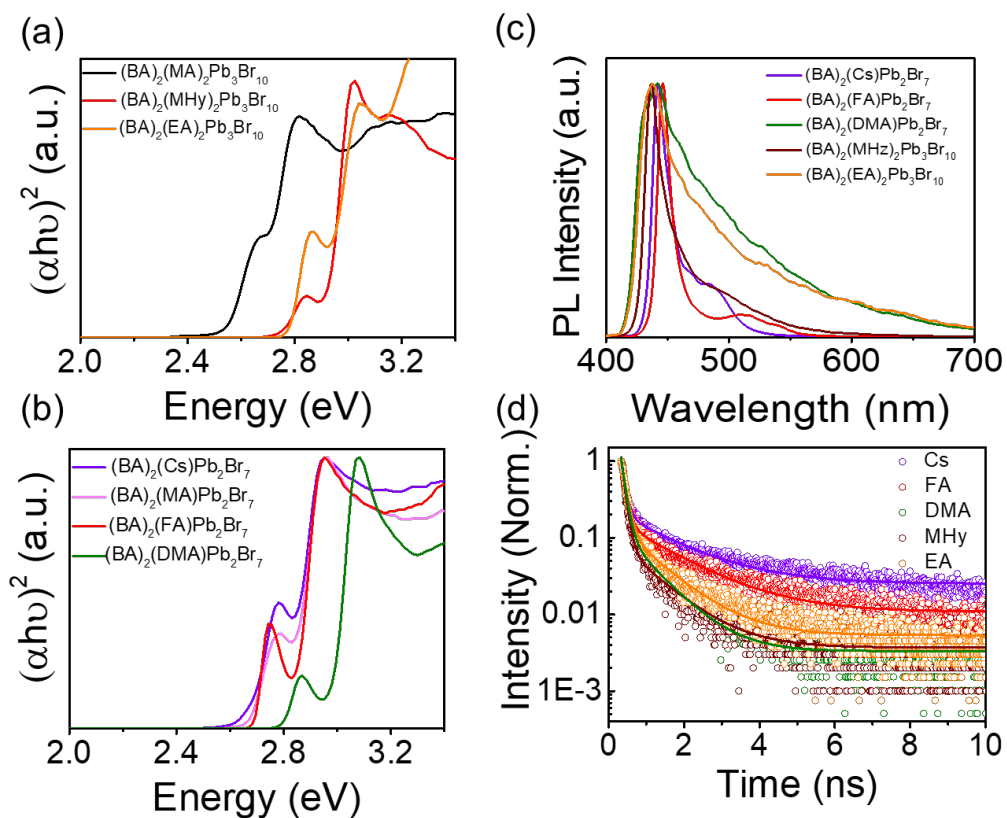 (a)
(αhυ)² (a.u.)
(BA)₂(MA)₂Pb₃Br₁₀
(BA)₂(MHy)₂Pb₃Br₁₀
(BA)₂(EA)₂Pb₃Br₁₀
2.0 2.4 2.8 3.2
Energy (eV)
(b)
(αhυ)² (a.u.)
(BA)₂(Cs)Pb₂Br₇
(BA)₂(MA)Pb₂Br₇
(BA)₂(FA)Pb₂Br₇
(BA)₂(DMA)Pb₂Br₇
2.0 2.4 2.8 3.2
Energy (eV)
(c)
PL Intensity (a.u.)
(BA)₂(Cs)Pb₂Br₇
(BA)₂(FA)Pb₂Br₇
(BA)₂(DMA)Pb₂Br₇
(BA)₂(MHz)₂Pb₃Br₁₀
(BA)₂(EA)₂Pb₃Br₁₀
400 500 600 700
Wavelength (nm)
(d)
Intensity (Norm.)
1
0.1
0.01
1E-3
Cs
FA
DMA
MHy
EA
0 2 4 6 8 10
Time (ns)